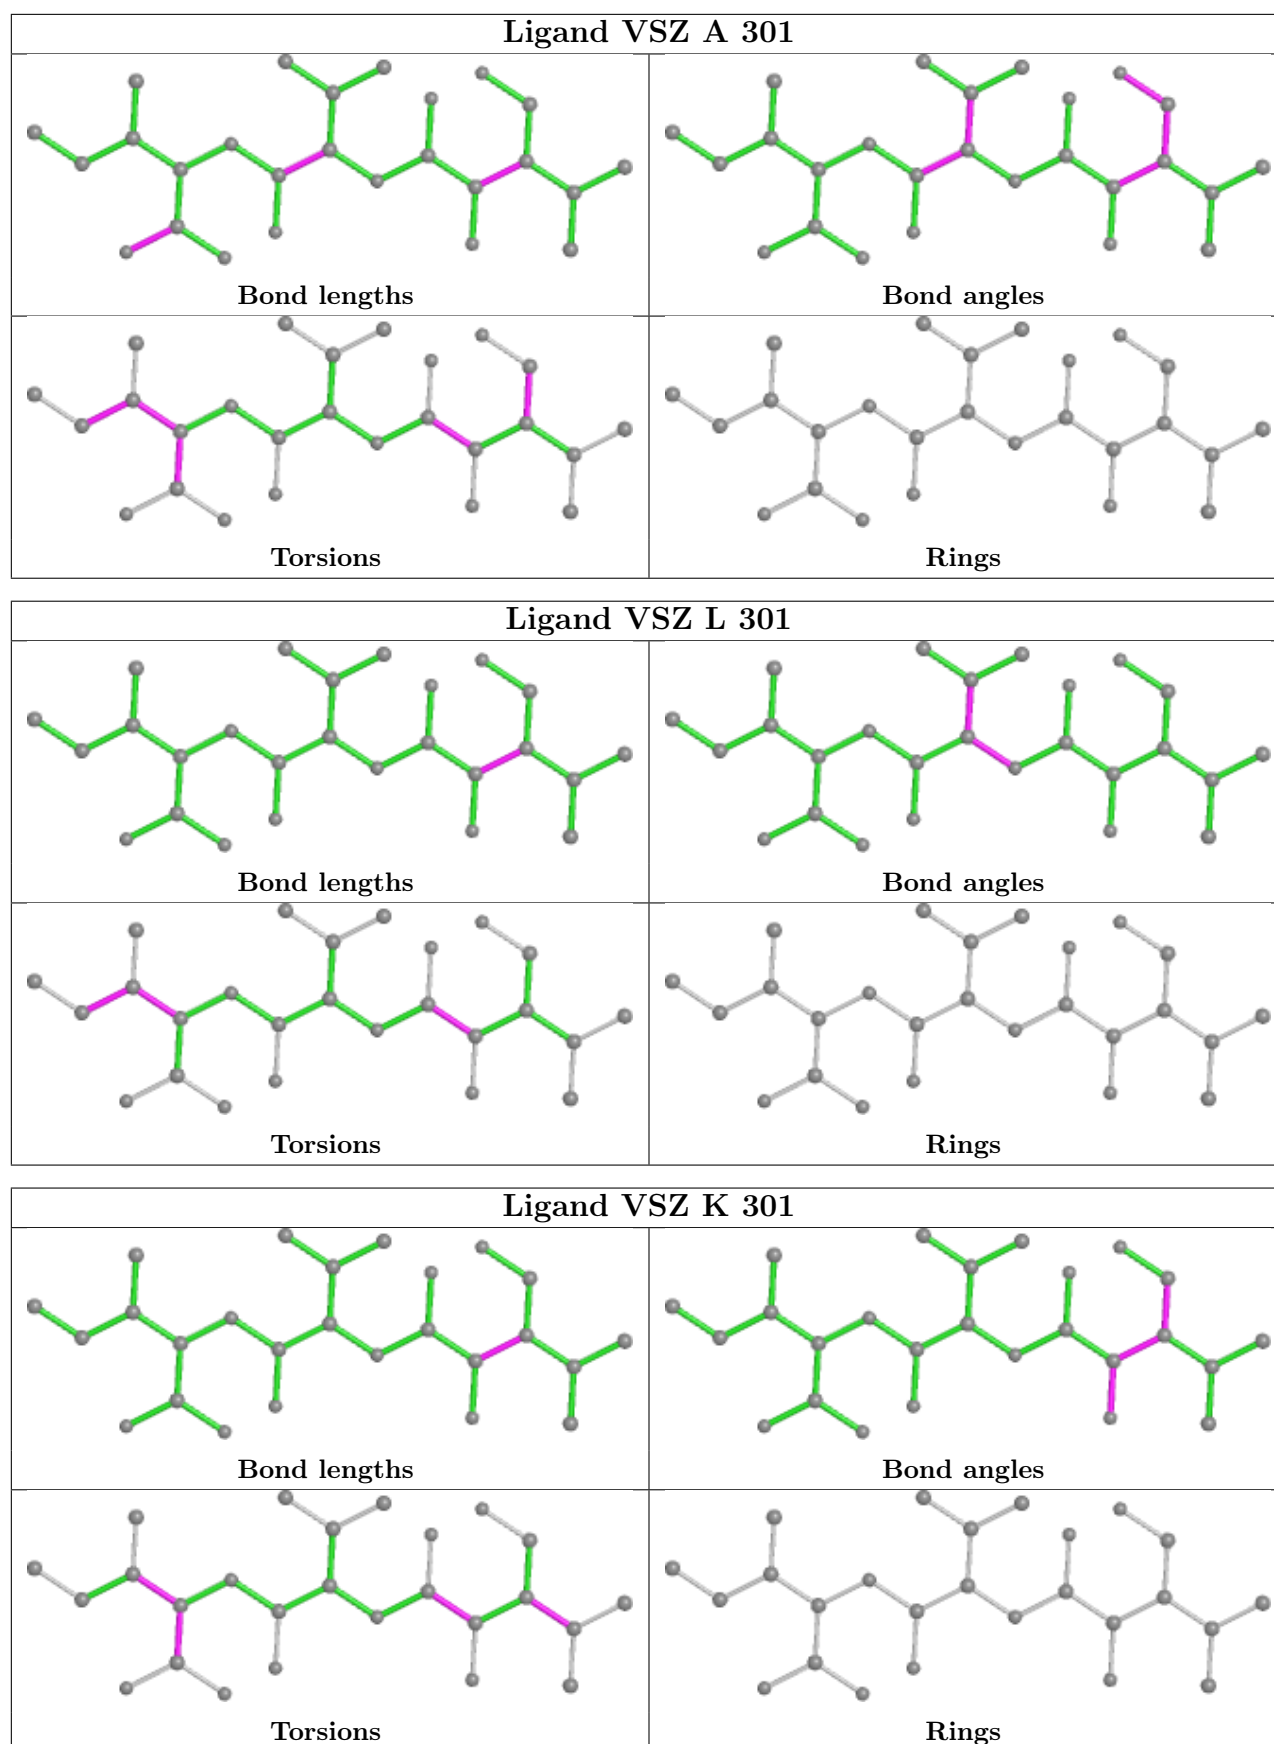 Ligand VSZ A 301
Bond lengths
Bond angles
Torsions
Rings
Ligand VSZ L 301
Bond lengths
Bond angles
Torsions
Rings
Ligand VSZ K 301
Bond lengths
Bond angles
Torsions
Rings